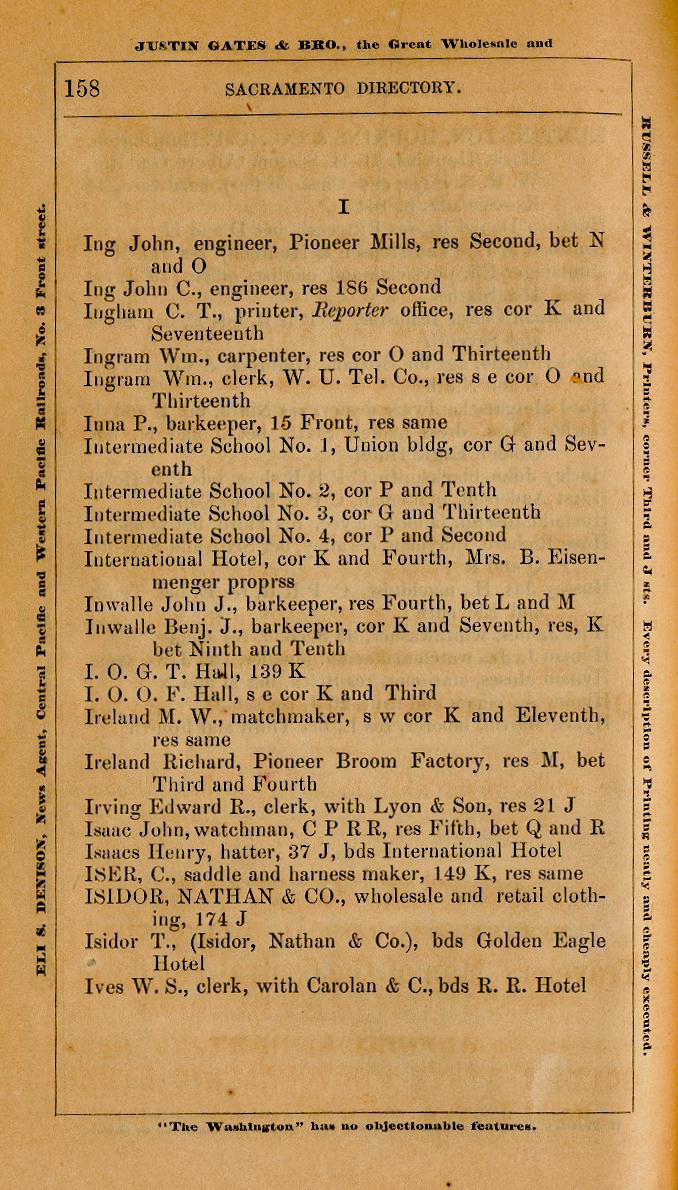 JUSTIN GATES & BRO., the Great Wholesale and
158 SACRAMENTO DIRECTORY.
I
Ing John, engineer, Pioneer Mills, res Second, bet N
and O
Ing John C., engineer, res 186 Second
Ingham C. T., printer, Reporter office, res cor K and
Seventeenth
Ingram Wm., carpenter, res cor O and Thirteenth
Ingram Wm., clerk, W. U. Tel. Co., res s e cor O and
Thirteenth
Inna P., barkeeper, 15 Front, res same
Intermediate School No. 1, Union bldg, cor G and Sev-
enth
Intermediate School No. 2, cor P and Tenth
Intermediate School No. 3, cor G and Thirteenth
Intermediate School No. 4, cor P and Second
International Hotel, cor K and Fourth, Mrs. B. Eisen-
menger proprss
Inwalle John J., barkeeper, res Fourth, bet L and M
Inwalle Benj. J., barkeeper, cor K and Seventh, res, K
bet Ninth and Tenth
I. O. G. T. Hall, 139 K
I. O. O. F. Hall, s e cor K and Third
Ireland M. W., matchmaker, s w cor K and Eleventh,
res same
Ireland Richard, Pioneer Broom Factory, res M, bet
Third and Fourth
Irving Edward R., clerk, with Lyon & Son, res 21 J
Isaac John, watchman, C P R R, res Fifth, bet Q and R
Isaacs Henry, hatter, 37 J, bds International Hotel
ISER, C., saddle and harness maker, 149 K, res same
ISIDOR, NATHAN & CO., wholesale and retail cloth-
ing, 174 J
Isidor T., (Isidor, Nathan & Co.), bds Golden Eagle
Hotel
Ives W. S., clerk, with Carolan & C., bds R. R. Hotel
"The Washington" has no objectionable features.
ELI S. DENISON, News Agent, Central Pacific and Western Pacific Railroads, No. 3 Front street.
RUSSELL & WINTERBURN, Printers, corner Third and J sts. Every description of Printing neatly and cheaply executed.